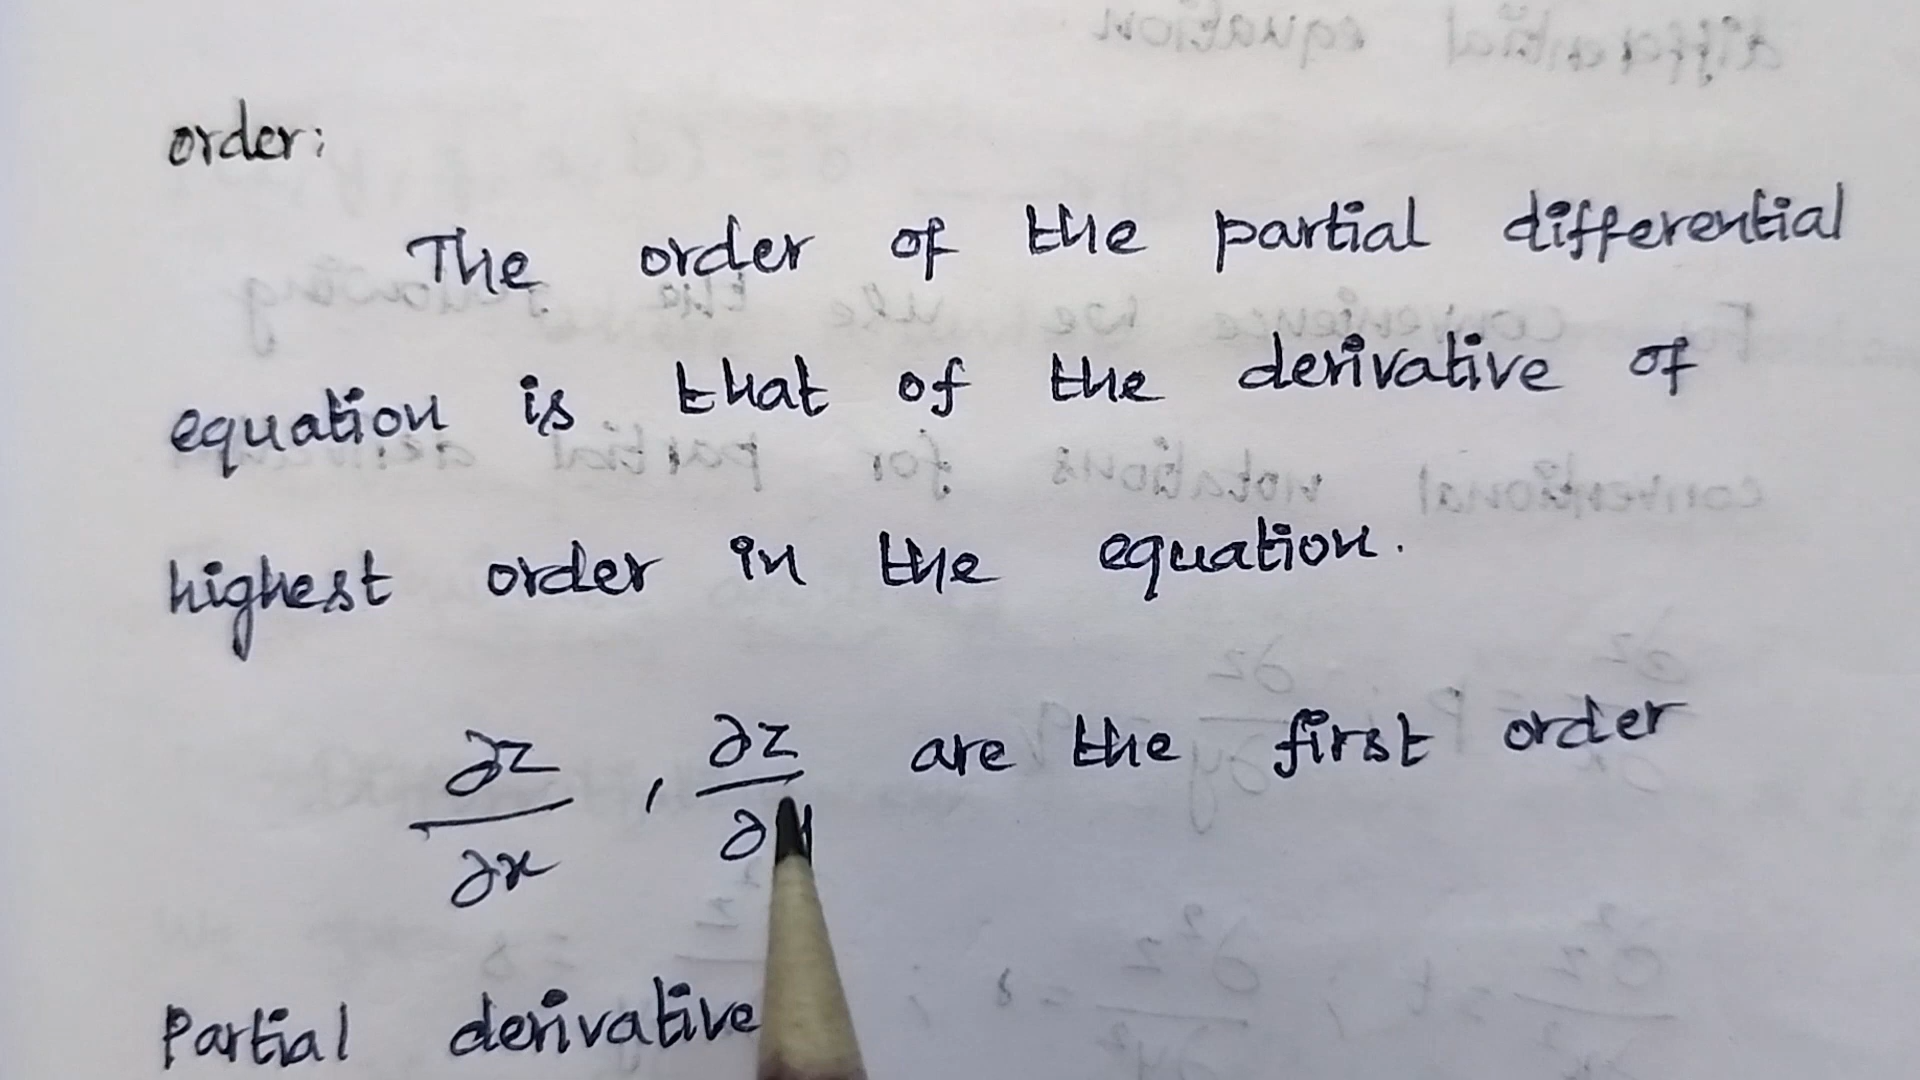 order:
The order of the partial differential
equation is that of the derivative of
highest order in the equation.
∂z/∂x , ∂z/∂y are the first order
Partial derivative